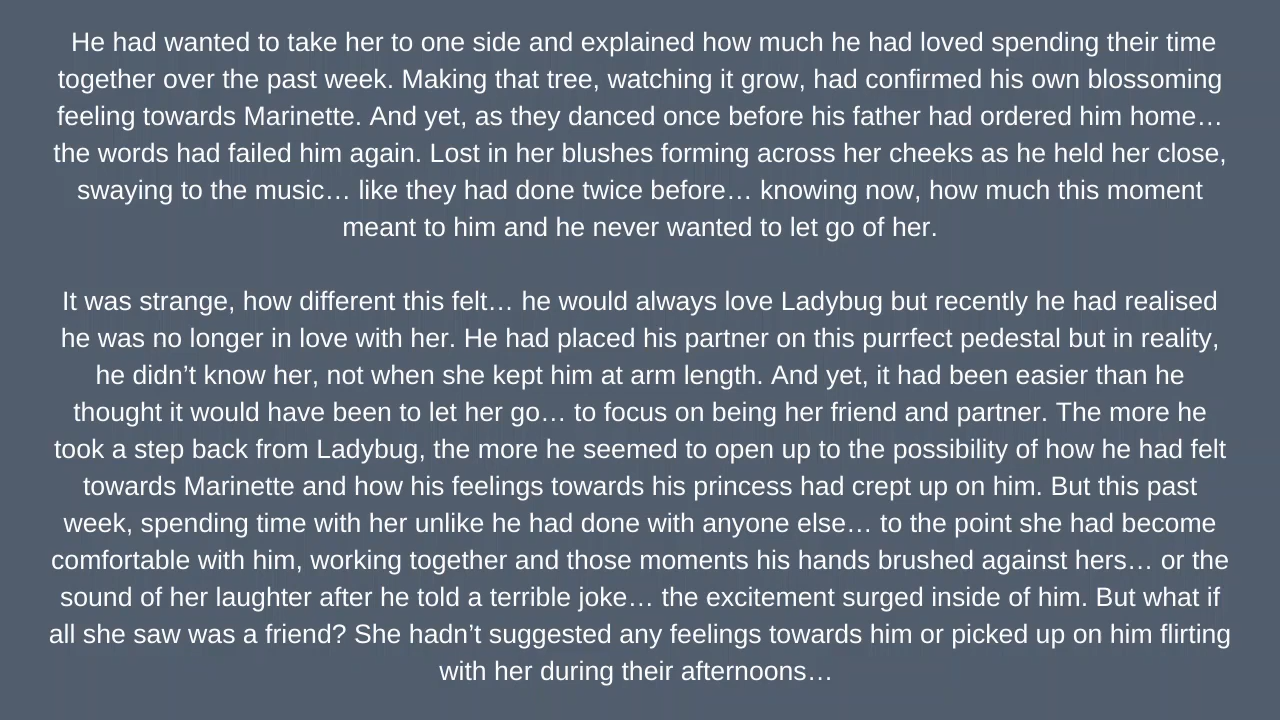 He had wanted to take her to one side and explained how much he had loved spending their time
together over the past week. Making that tree, watching it grow, had confirmed his own blossoming
feeling towards Marinette. And yet, as they danced once before his father had ordered him home…
the words had failed him again. Lost in her blushes forming across her cheeks as he held her close,
swaying to the music… like they had done twice before… knowing now, how much this moment
meant to him and he never wanted to let go of her.
It was strange, how different this felt… he would always love Ladybug but recently he had realised
he was no longer in love with her. He had placed his partner on this purrfect pedestal but in reality,
he didn’t know her, not when she kept him at arm length. And yet, it had been easier than he
thought it would have been to let her go… to focus on being her friend and partner. The more he
took a step back from Ladybug, the more he seemed to open up to the possibility of how he had felt
towards Marinette and how his feelings towards his princess had crept up on him. But this past
week, spending time with her unlike he had done with anyone else… to the point she had become
comfortable with him, working together and those moments his hands brushed against hers… or the
sound of her laughter after he told a terrible joke… the excitement surged inside of him. But what if
all she saw was a friend? She hadn’t suggested any feelings towards him or picked up on him flirting
with her during their afternoons…